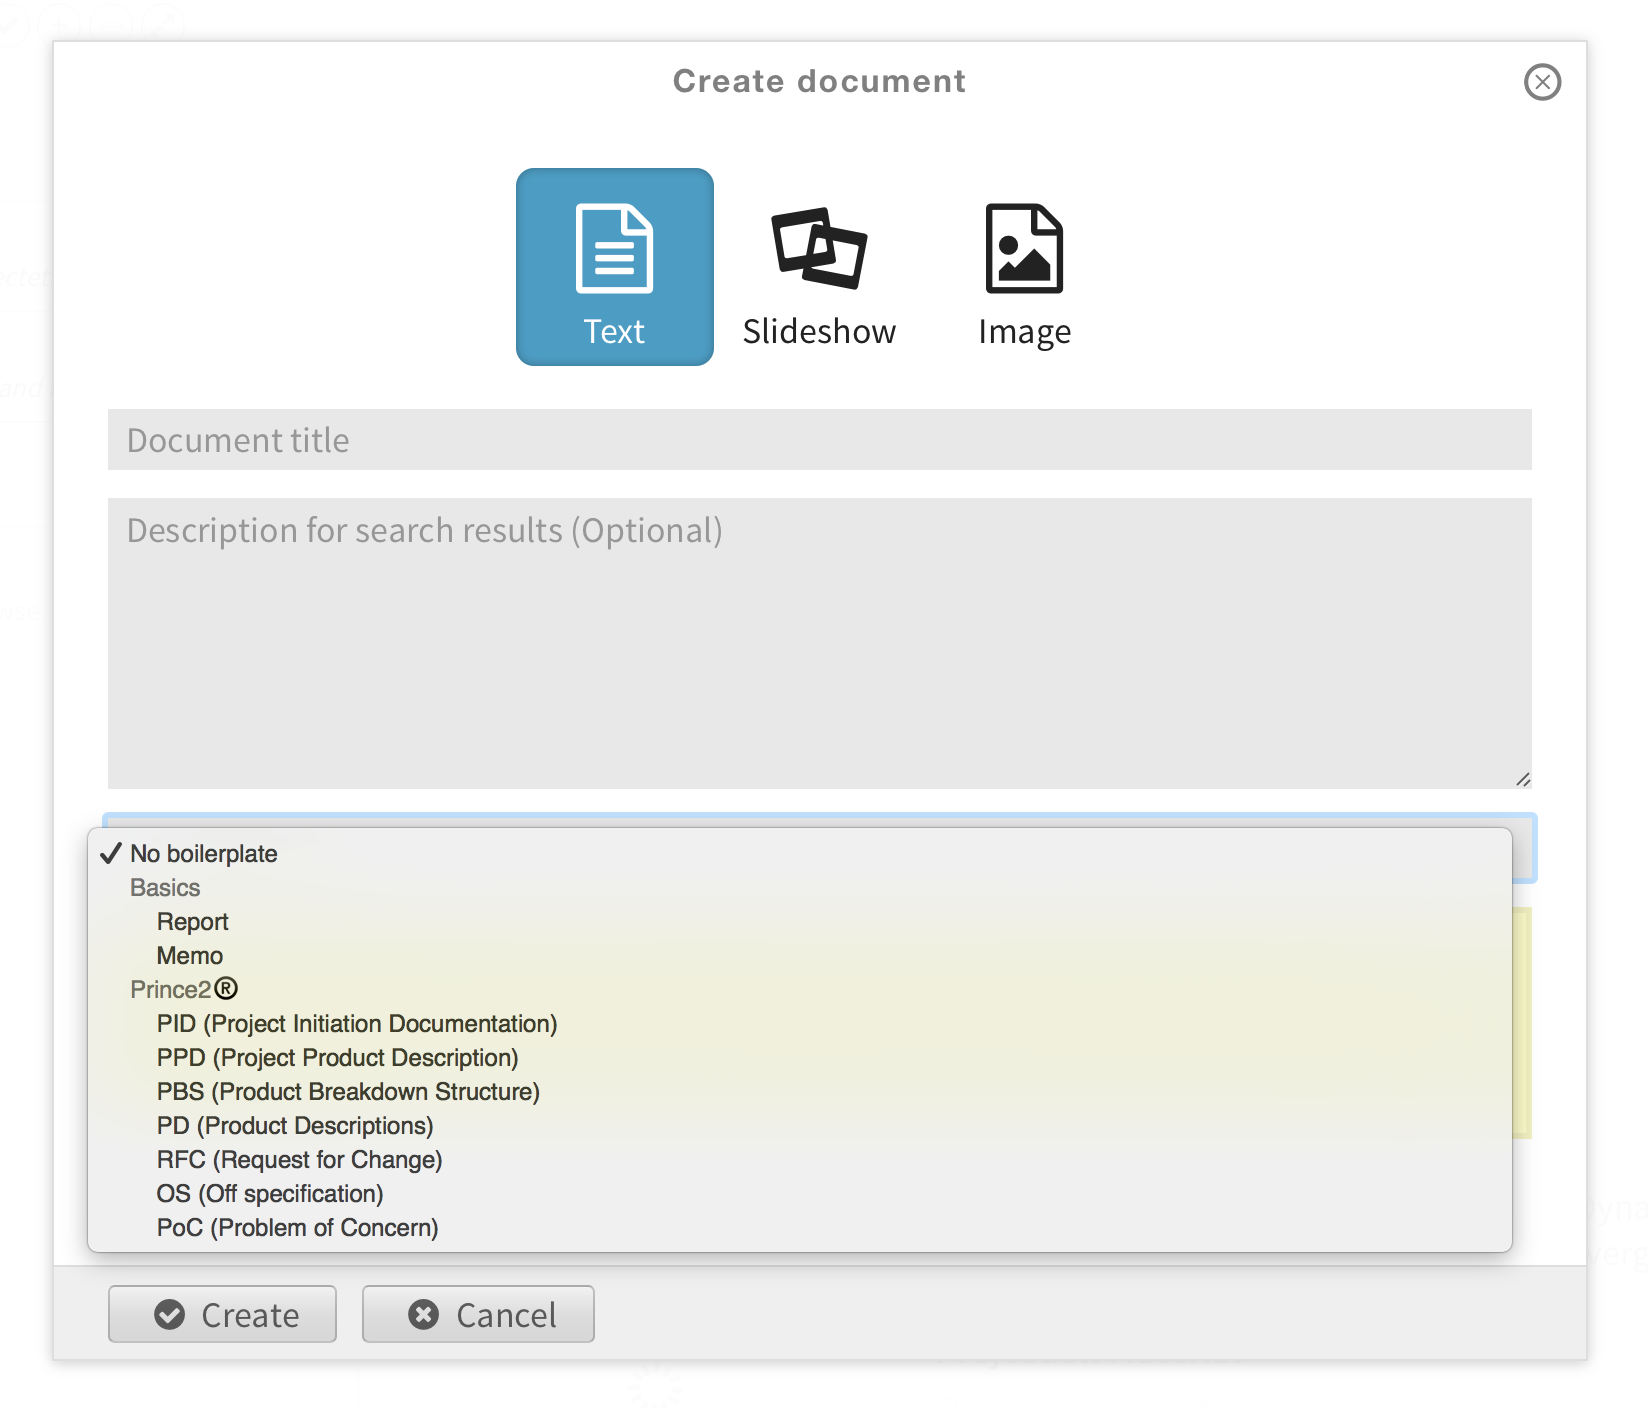 Create document
Text
Slideshow
Image
Document title
Description for search results (Optional)
No boilerplate
Basics
Report
Memo
Prince2®
PID (Project Initiation Documentation)
PPD (Project Product Description)
PBS (Product Breakdown Structure)
PD (Product Descriptions)
RFC (Request for Change)
OS (Off specification)
PoC (Problem of Concern)
Create
Cancel